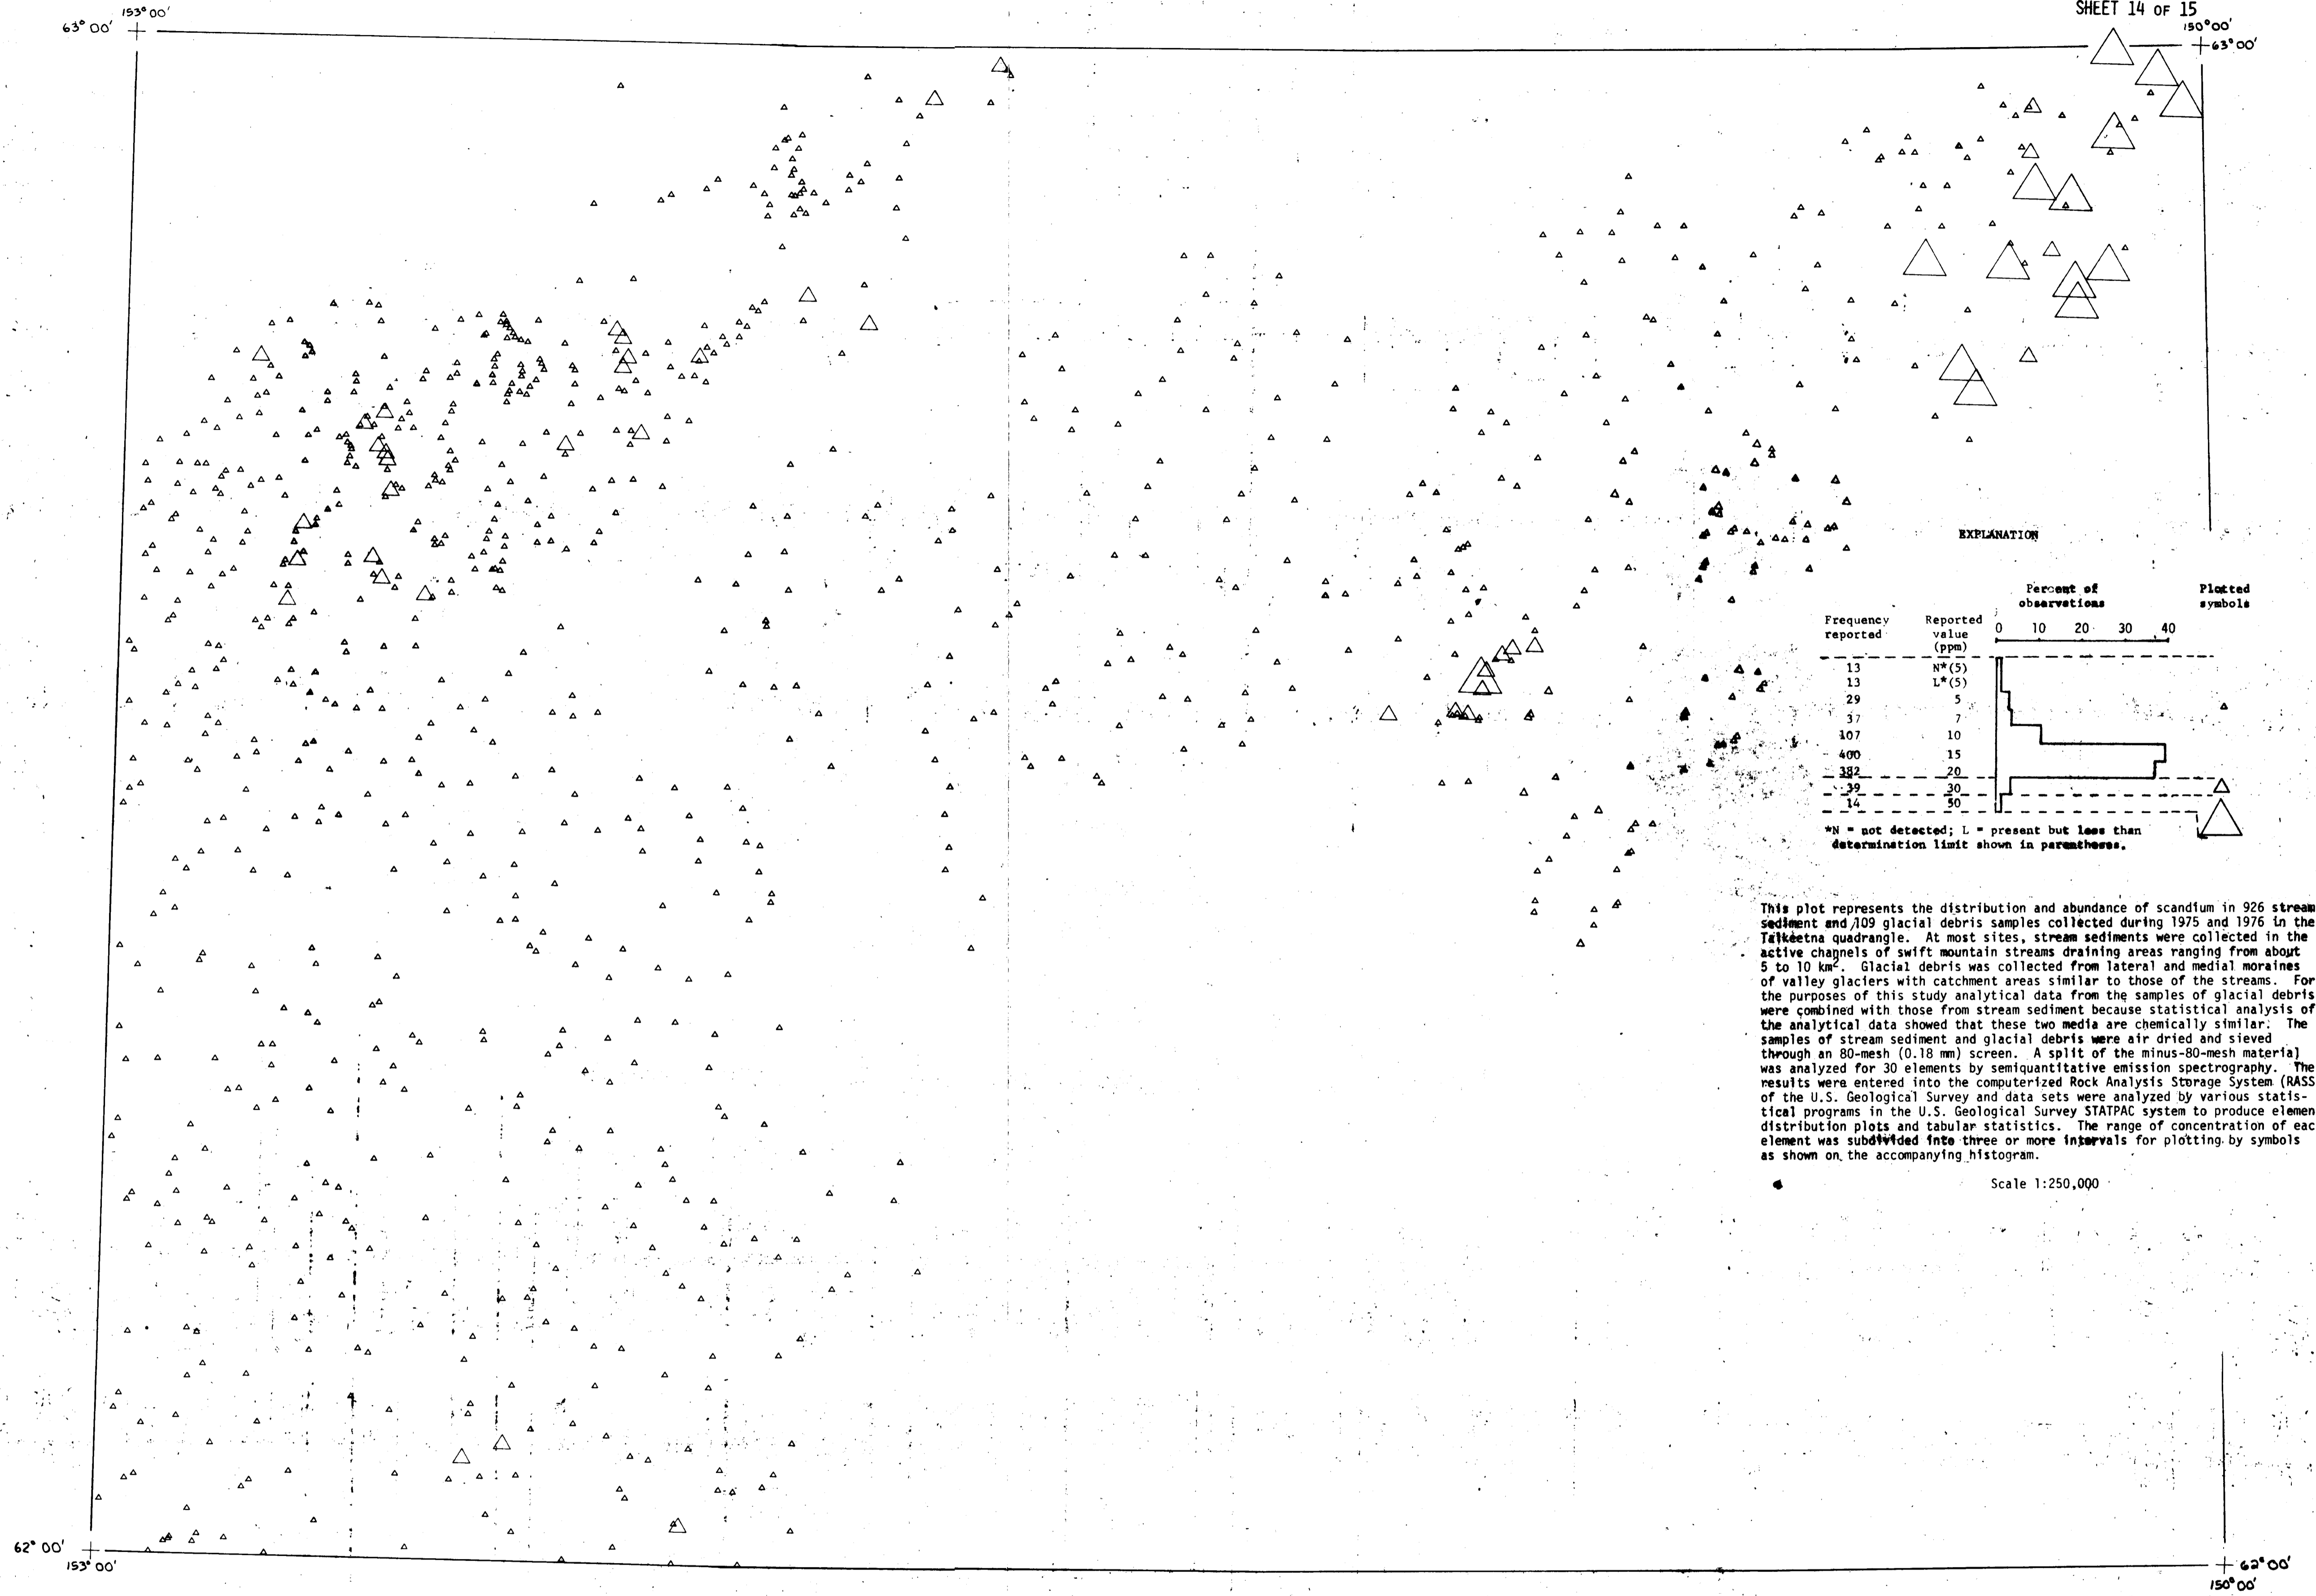 SHEET 14 OF 15
153°00'
63°00'
150°00'
63°00'
EXPLANATION
Percent of observations
Plotted symbols
Frequency reported
Reported value (ppm)
0 10 20 30 40
13 N*(5)
13 L*(5)
29 5
37 7
107 10
400 15
382 20
39 30
14 50
*N = not detected; L = present but less than
determination limit shown in parentheses.
This plot represents the distribution and abundance of scandium in 926 stream
sediment and 109 glacial debris samples collected during 1975 and 1976 in the
Talkeetna quadrangle. At most sites, stream sediments were collected in the
active channels of swift mountain streams draining areas ranging from about
5 to 10 km². Glacial debris was collected from lateral and medial moraines
of valley glaciers with catchment areas similar to those of the streams. For
the purposes of this study analytical data from the samples of glacial debris
were combined with those from stream sediment because statistical analysis of
the analytical data showed that these two media are chemically similar. The
samples of stream sediment and glacial debris were air dried and sieved
through an 80-mesh (0.18 mm) screen. A split of the minus-80-mesh material
was analyzed for 30 elements by semiquantitative emission spectrography. The
results were entered into the computerized Rock Analysis Storage System (RASS
of the U.S. Geological Survey and data sets were analyzed by various statis-
tical programs in the U.S. Geological Survey STATPAC system to produce elemen
distribution plots and tabular statistics. The range of concentration of eac
element was subdivided into three or more intervals for plotting by symbols
as shown on the accompanying histogram.
Scale 1:250,000
62°00'
153°00'
62°00'
150°00'